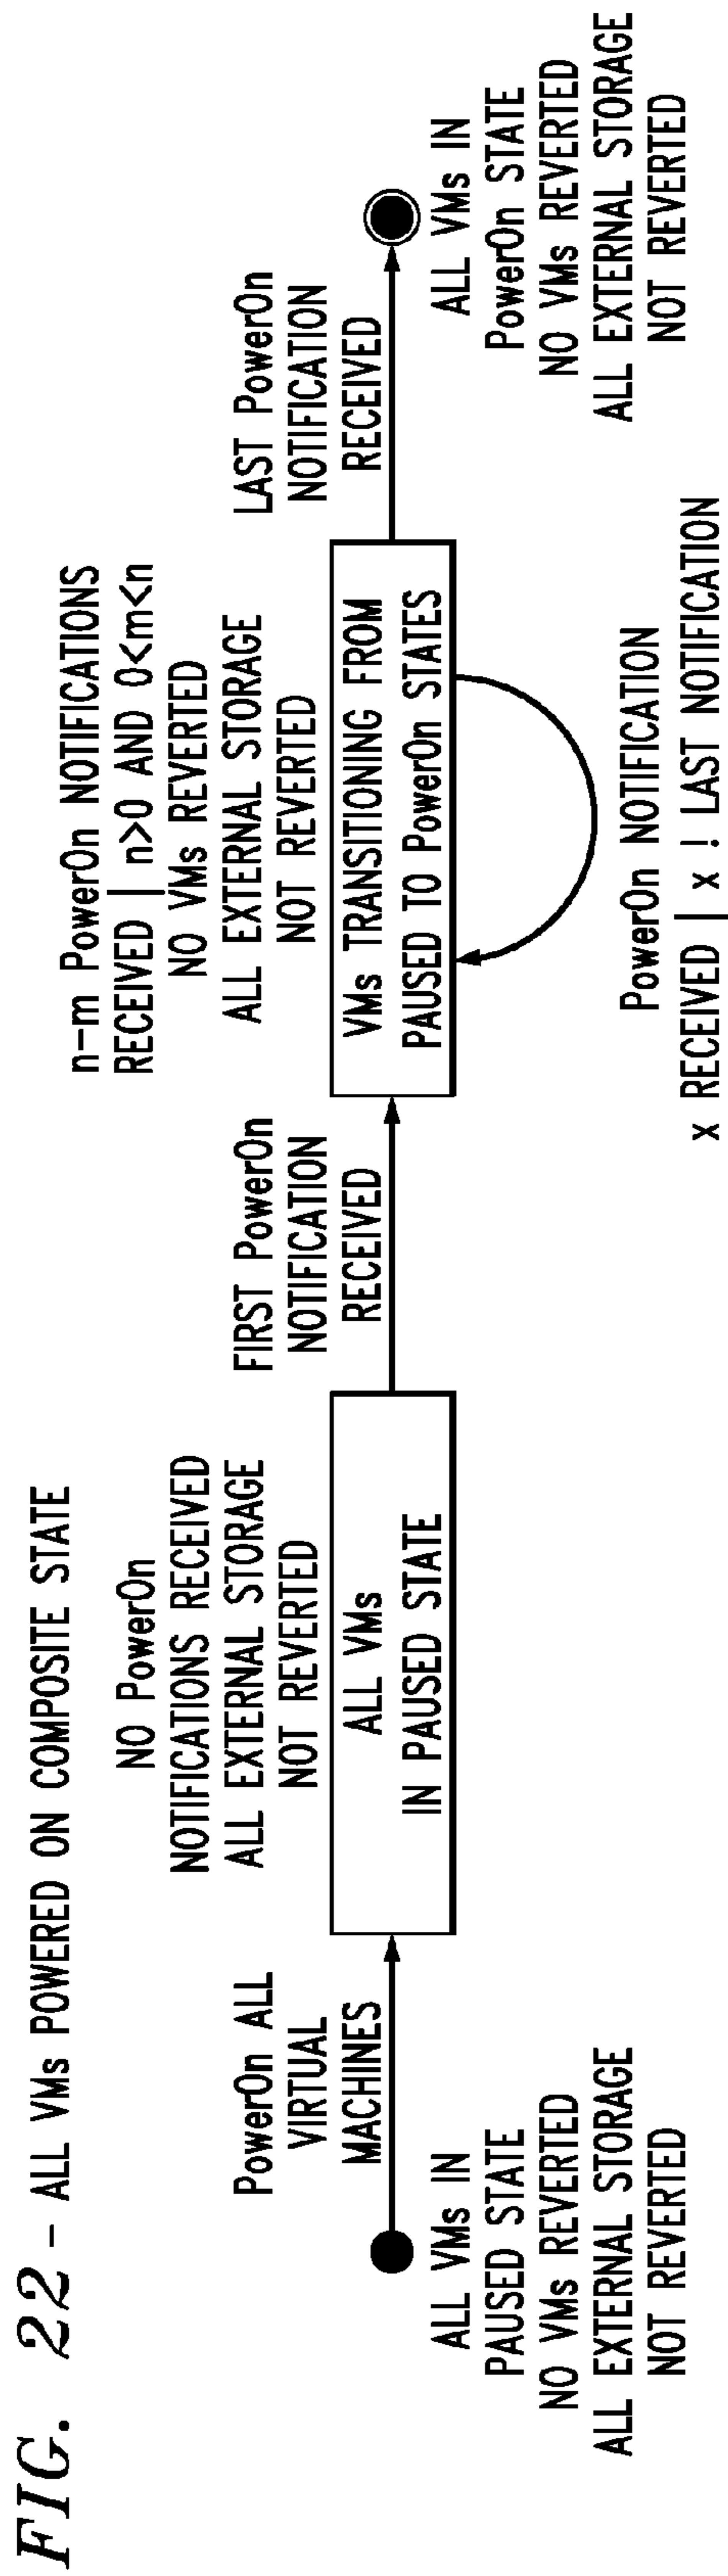 FIG. 22 - ALL VMs POWERED ON COMPOSITE STATE
PowerOn ALL
VIRTUAL
MACHINES
ALL VMs IN
PAUSED STATE
NO VMs REVERTED
ALL EXTERNAL STORAGE
NOT REVERTED
NO PowerOn
NOTIFICATIONS RECEIVED
ALL EXTERNAL STORAGE
NOT REVERTED
ALL VMs
IN PAUSED STATE
FIRST PowerOn
NOTIFICATION
RECEIVED
n-m PowerOn NOTIFICATIONS
RECEIVED | n>0 AND 0<m<n
NO VMs REVERTED
ALL EXTERNAL STORAGE
NOT REVERTED
VMs TRANSITIONING FROM
PAUSED TO PowerOn STATES
PowerOn NOTIFICATION
x RECEIVED | x ! LAST NOTIFICATION
LAST PowerOn
NOTIFICATION
RECEIVED
ALL VMs IN
PowerOn STATE
NO VMs REVERTED
ALL EXTERNAL STORAGE
NOT REVERTED